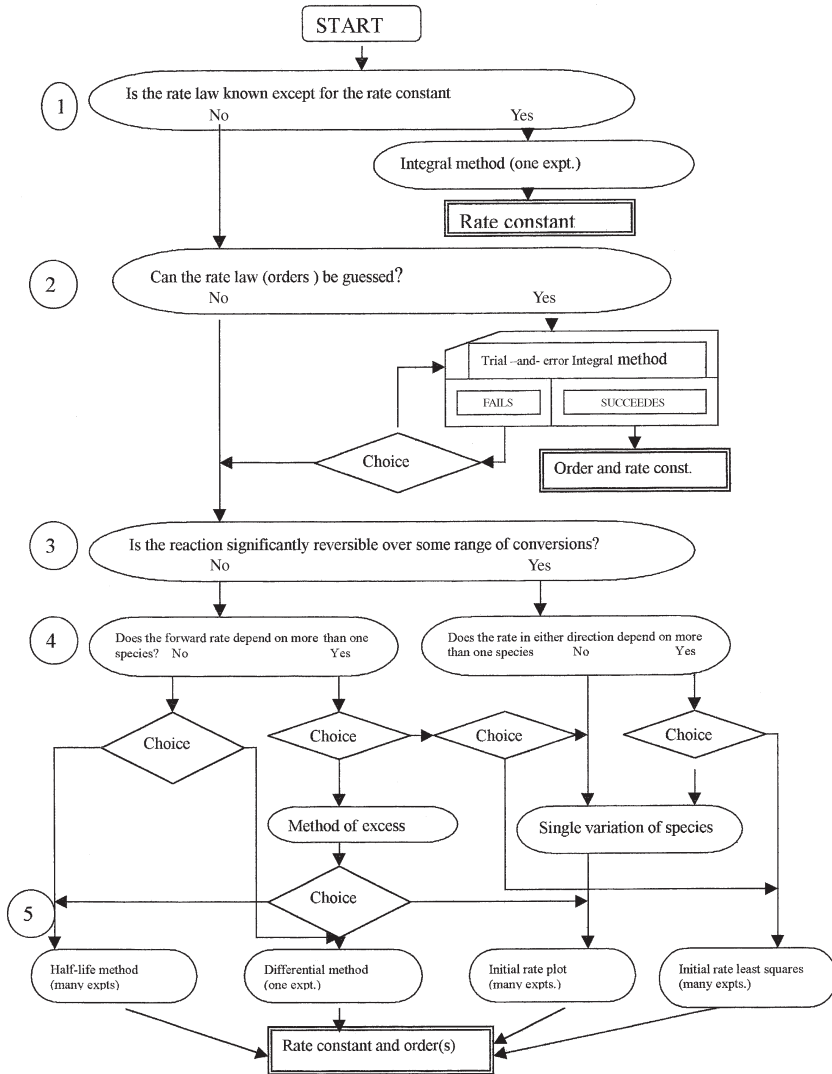 START
1
Is the rate law known except for the rate constant
No Yes
Integral method (one expt.)
Rate constant
2
Can the rate law (orders ) be guessed?
No Yes
Trial –and- error Integral method
FAILS SUCCEEDES
Choice
Order and rate const.
3
Is the reaction significantly reversible over some range of conversions?
No Yes
4
Does the forward rate depend on more than one
species? No Yes
Does the rate in either direction depend on more
than one species No Yes
Choice
Choice
Choice
Choice
Method of excess
Single variation of species
Choice
5
Half-life method
(many expts)
Differential method
(one expt.)
Initial rate plot
(many expts.)
Initial rate least squares
(many expts.)
Rate constant and order(s)